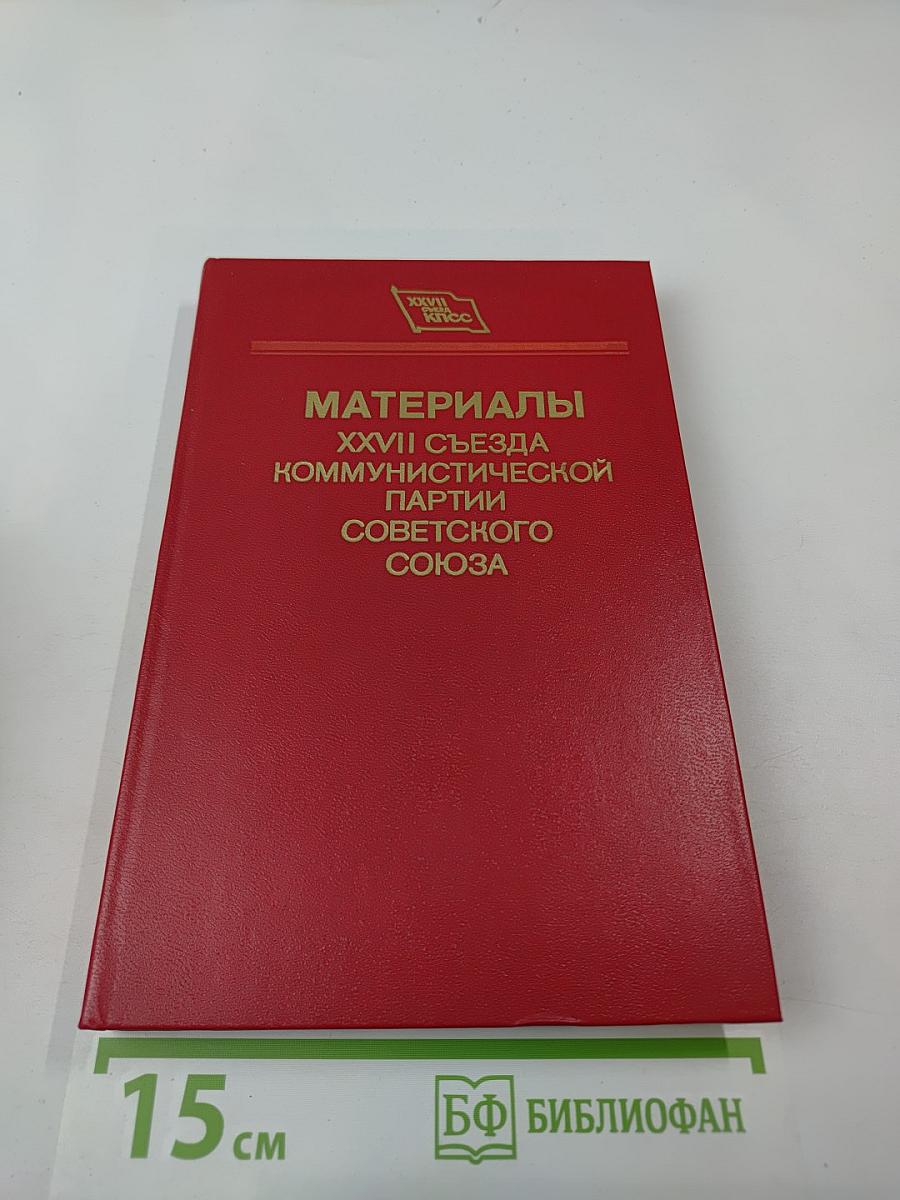 XXVII
СЪЕЗД
КПСС
МАТЕРИАЛЫ
XXVII СЪЕЗДА
КОММУНИСТИЧЕСКОЙ
ПАРТИИ
СОВЕТСКОГО
СОЮЗА
15 см
БФ БИБЛИОФАН